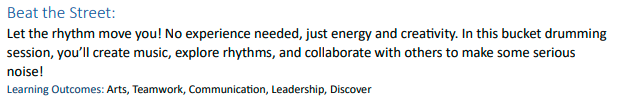 Beat the Street:
Let the rhythm move you! No experience needed, just energy and creativity. In this bucket drumming
session, you’ll create music, explore rhythms, and collaborate with others to make some serious
noise!
Learning Outcomes: Arts, Teamwork, Communication, Leadership, Discover